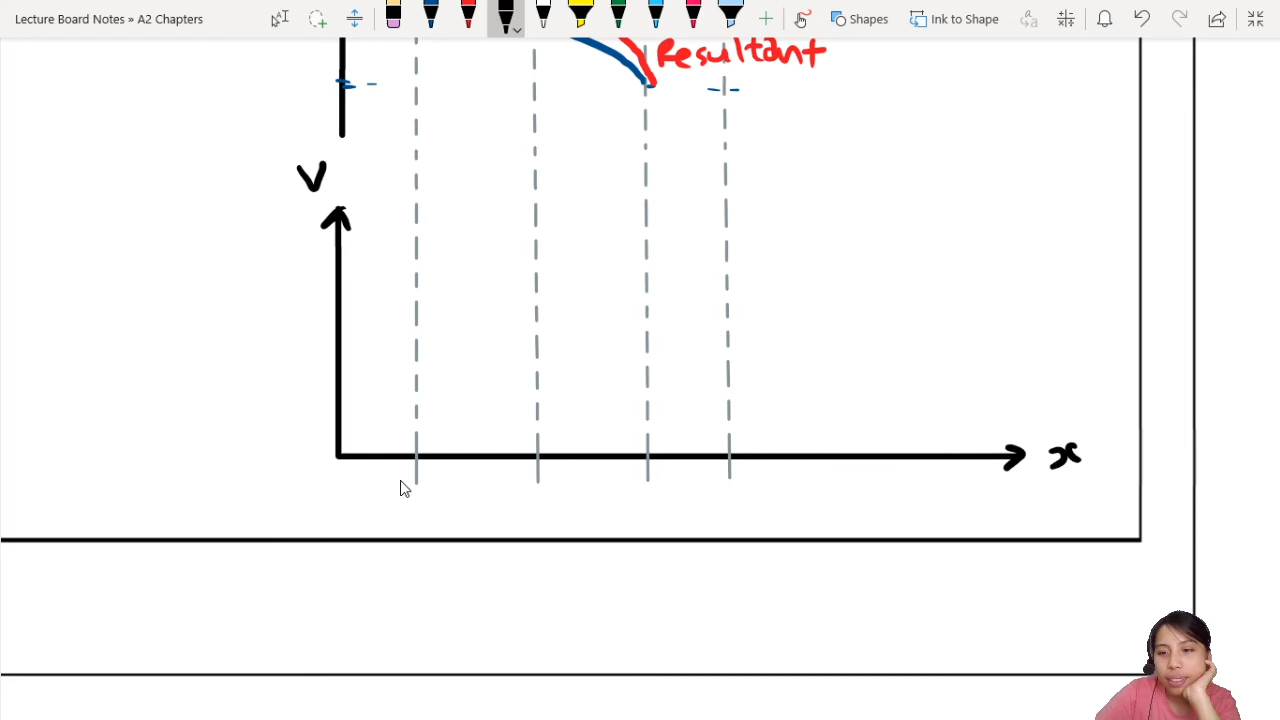 Lecture Board Notes » A2 Chapters
Shapes
Ink to Shape
Resultant
V
x